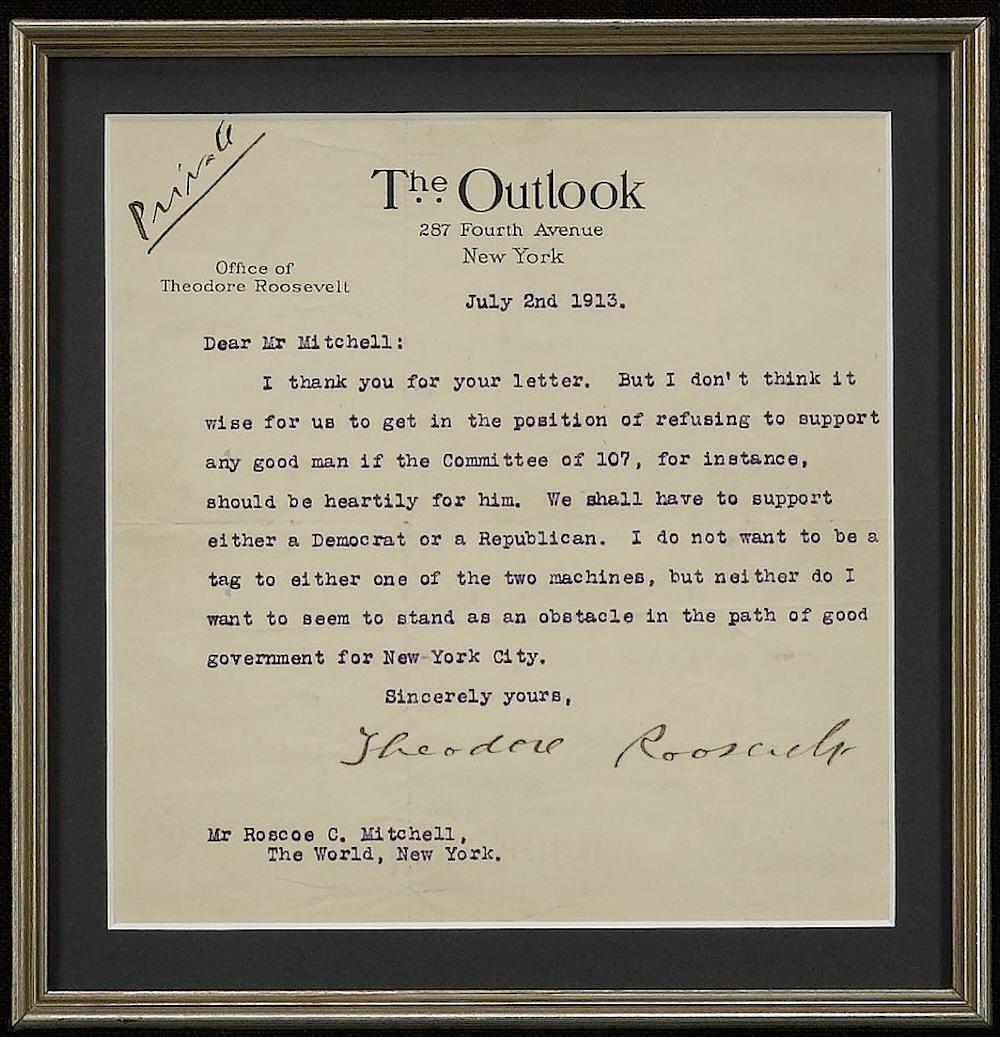 Private
The Outlook
287 Fourth Avenue
New York
Office of
Theodore Roosevelt
July 2nd 1913.
Dear Mr Mitchell:
I thank you for your letter. But I don't think it
wise for us to get in the position of refusing to support
any good man if the Committee of 107, for instance,
should be heartily for him. We shall have to support
either a Democrat or a Republican. I do not want to be a
tag to either one of the two machines, but neither do I
want to seem to stand as an obstacle in the path of good
government for New York City.
Sincerely yours,
Theodore Roosevelt
Mr Roscoe C. Mitchell,
The World, New York.